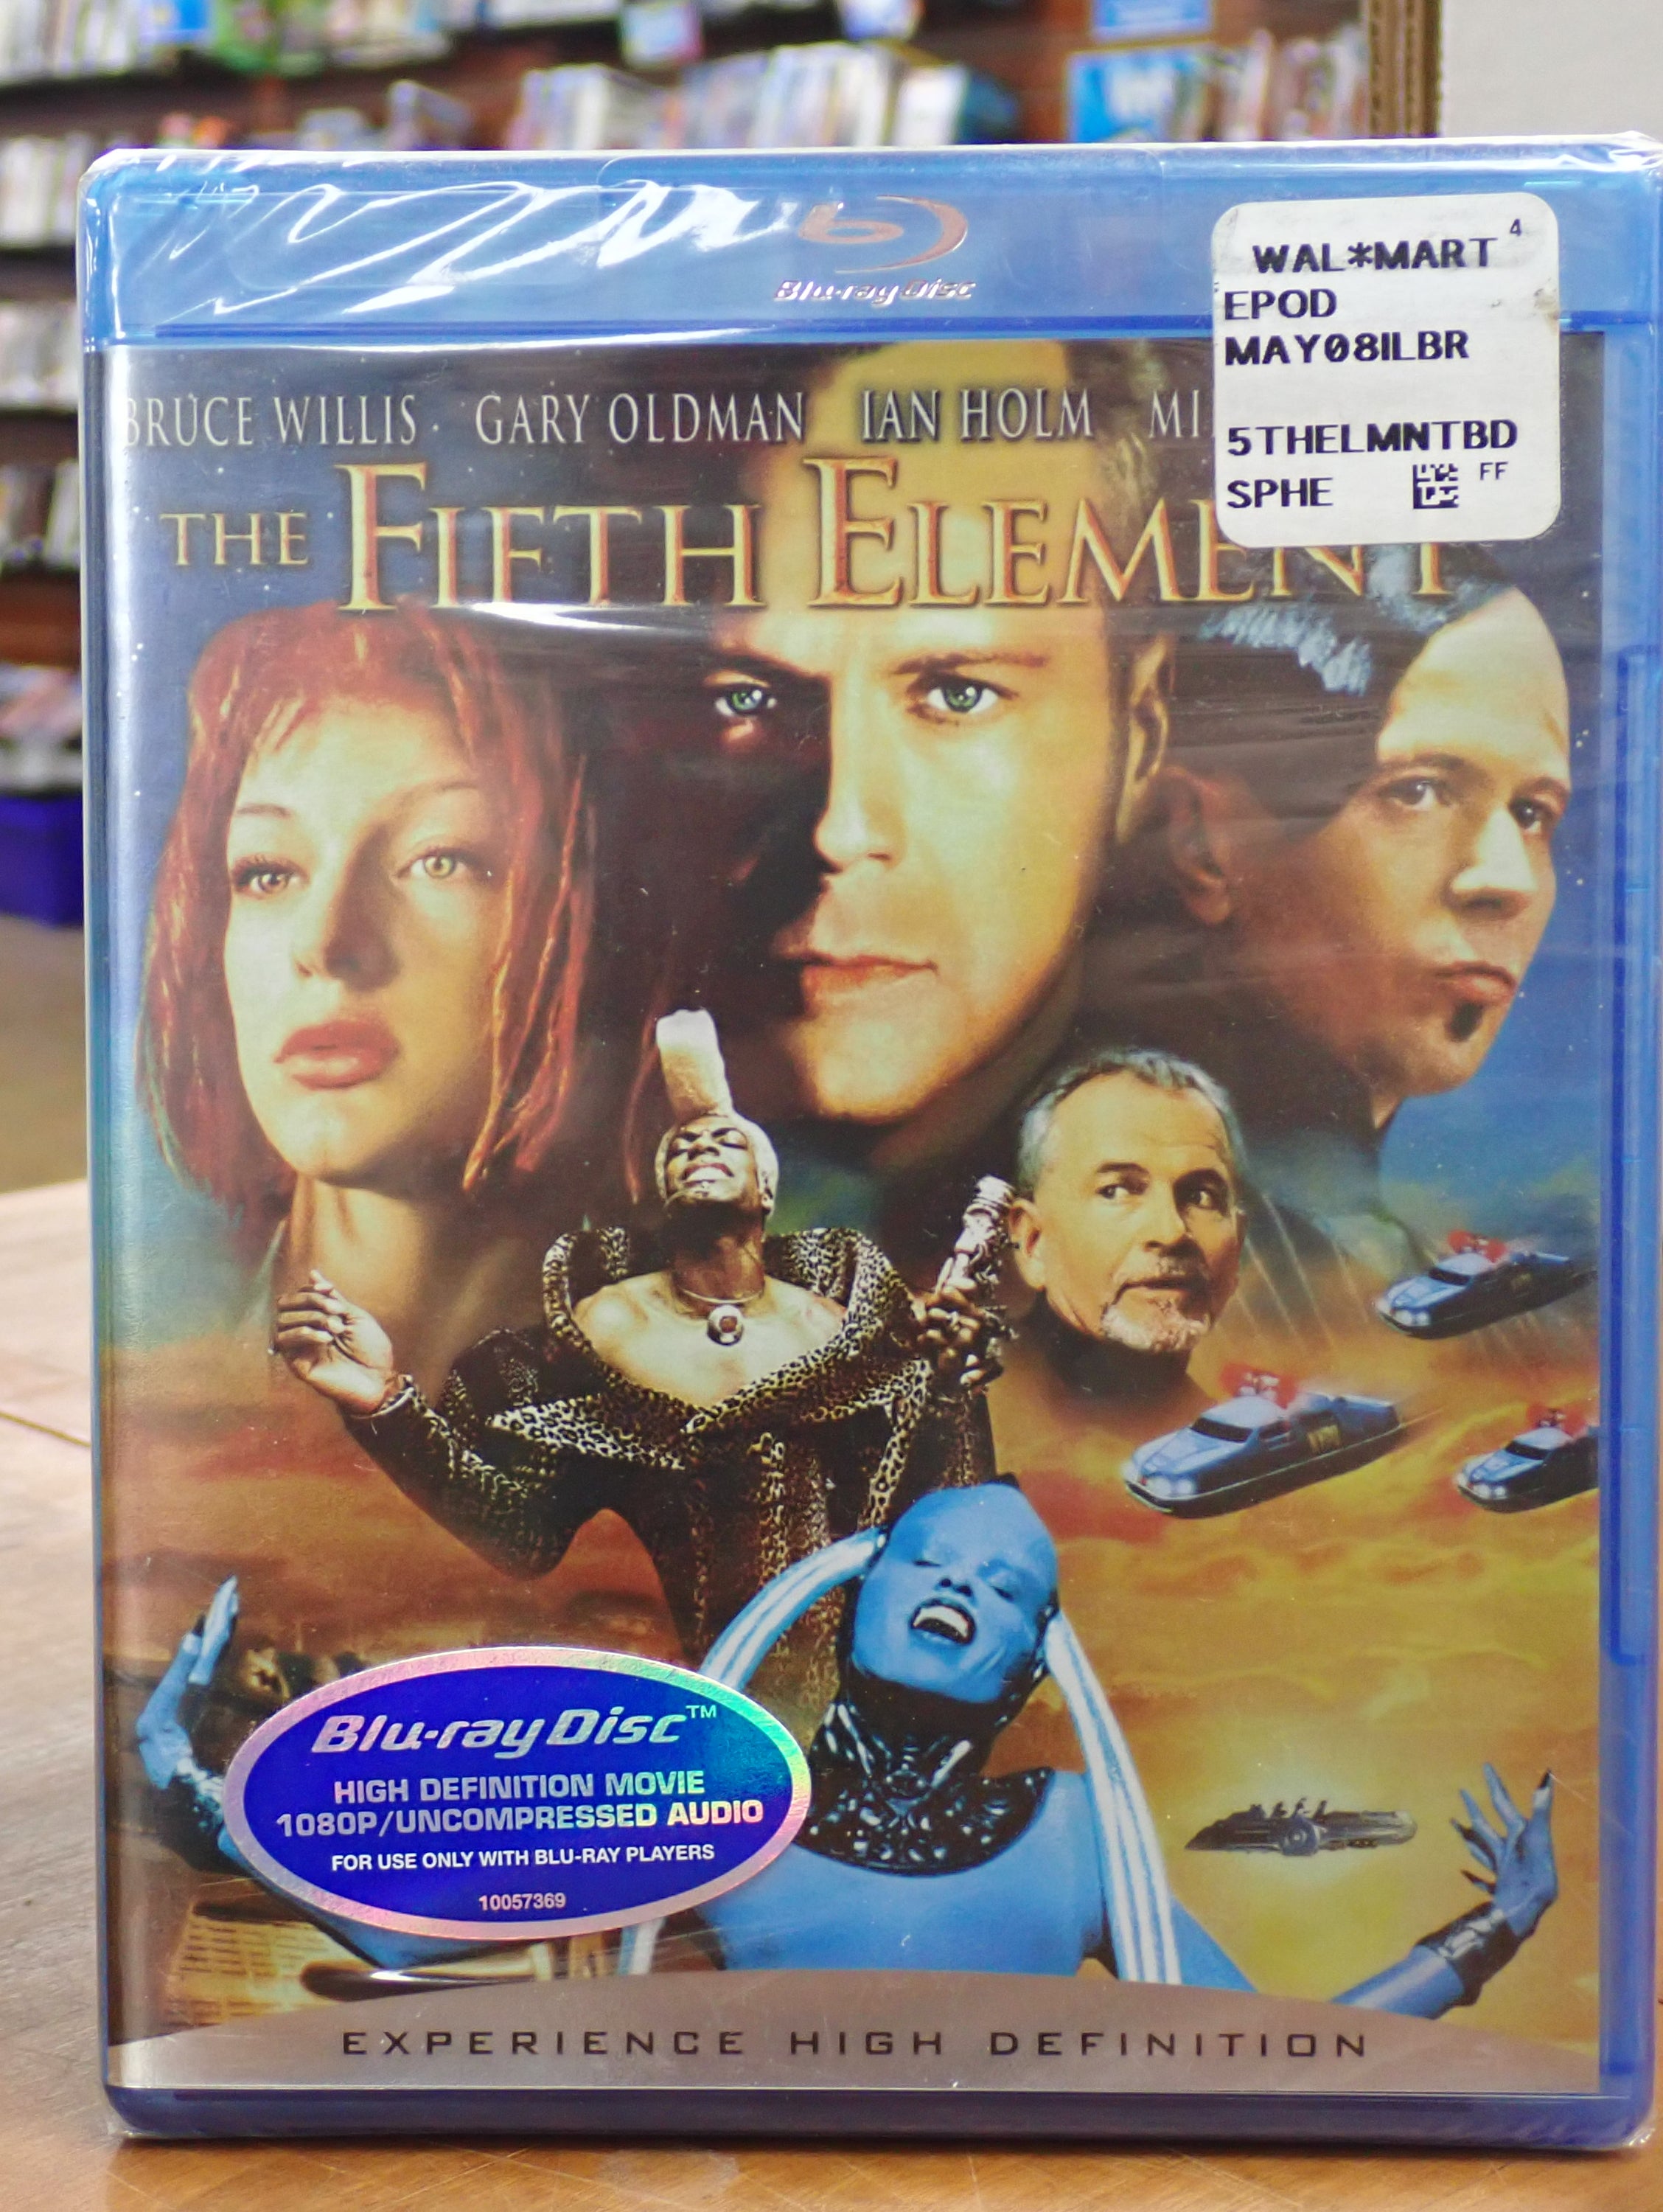 Blu-ray Disc
WAL*MART 4
EPOD
MAY08ILBR
5THELMNTBD
SPHE FF
BRUCE WILLIS GARY OLDMAN IAN HOLM
THE FIFTH ELEMENT
Blu-ray Disc™
HIGH DEFINITION MOVIE
1080P/UNCOMPRESSED AUDIO
FOR USE ONLY WITH BLU-RAY PLAYERS
10057369
EXPERIENCE HIGH DEFINITION